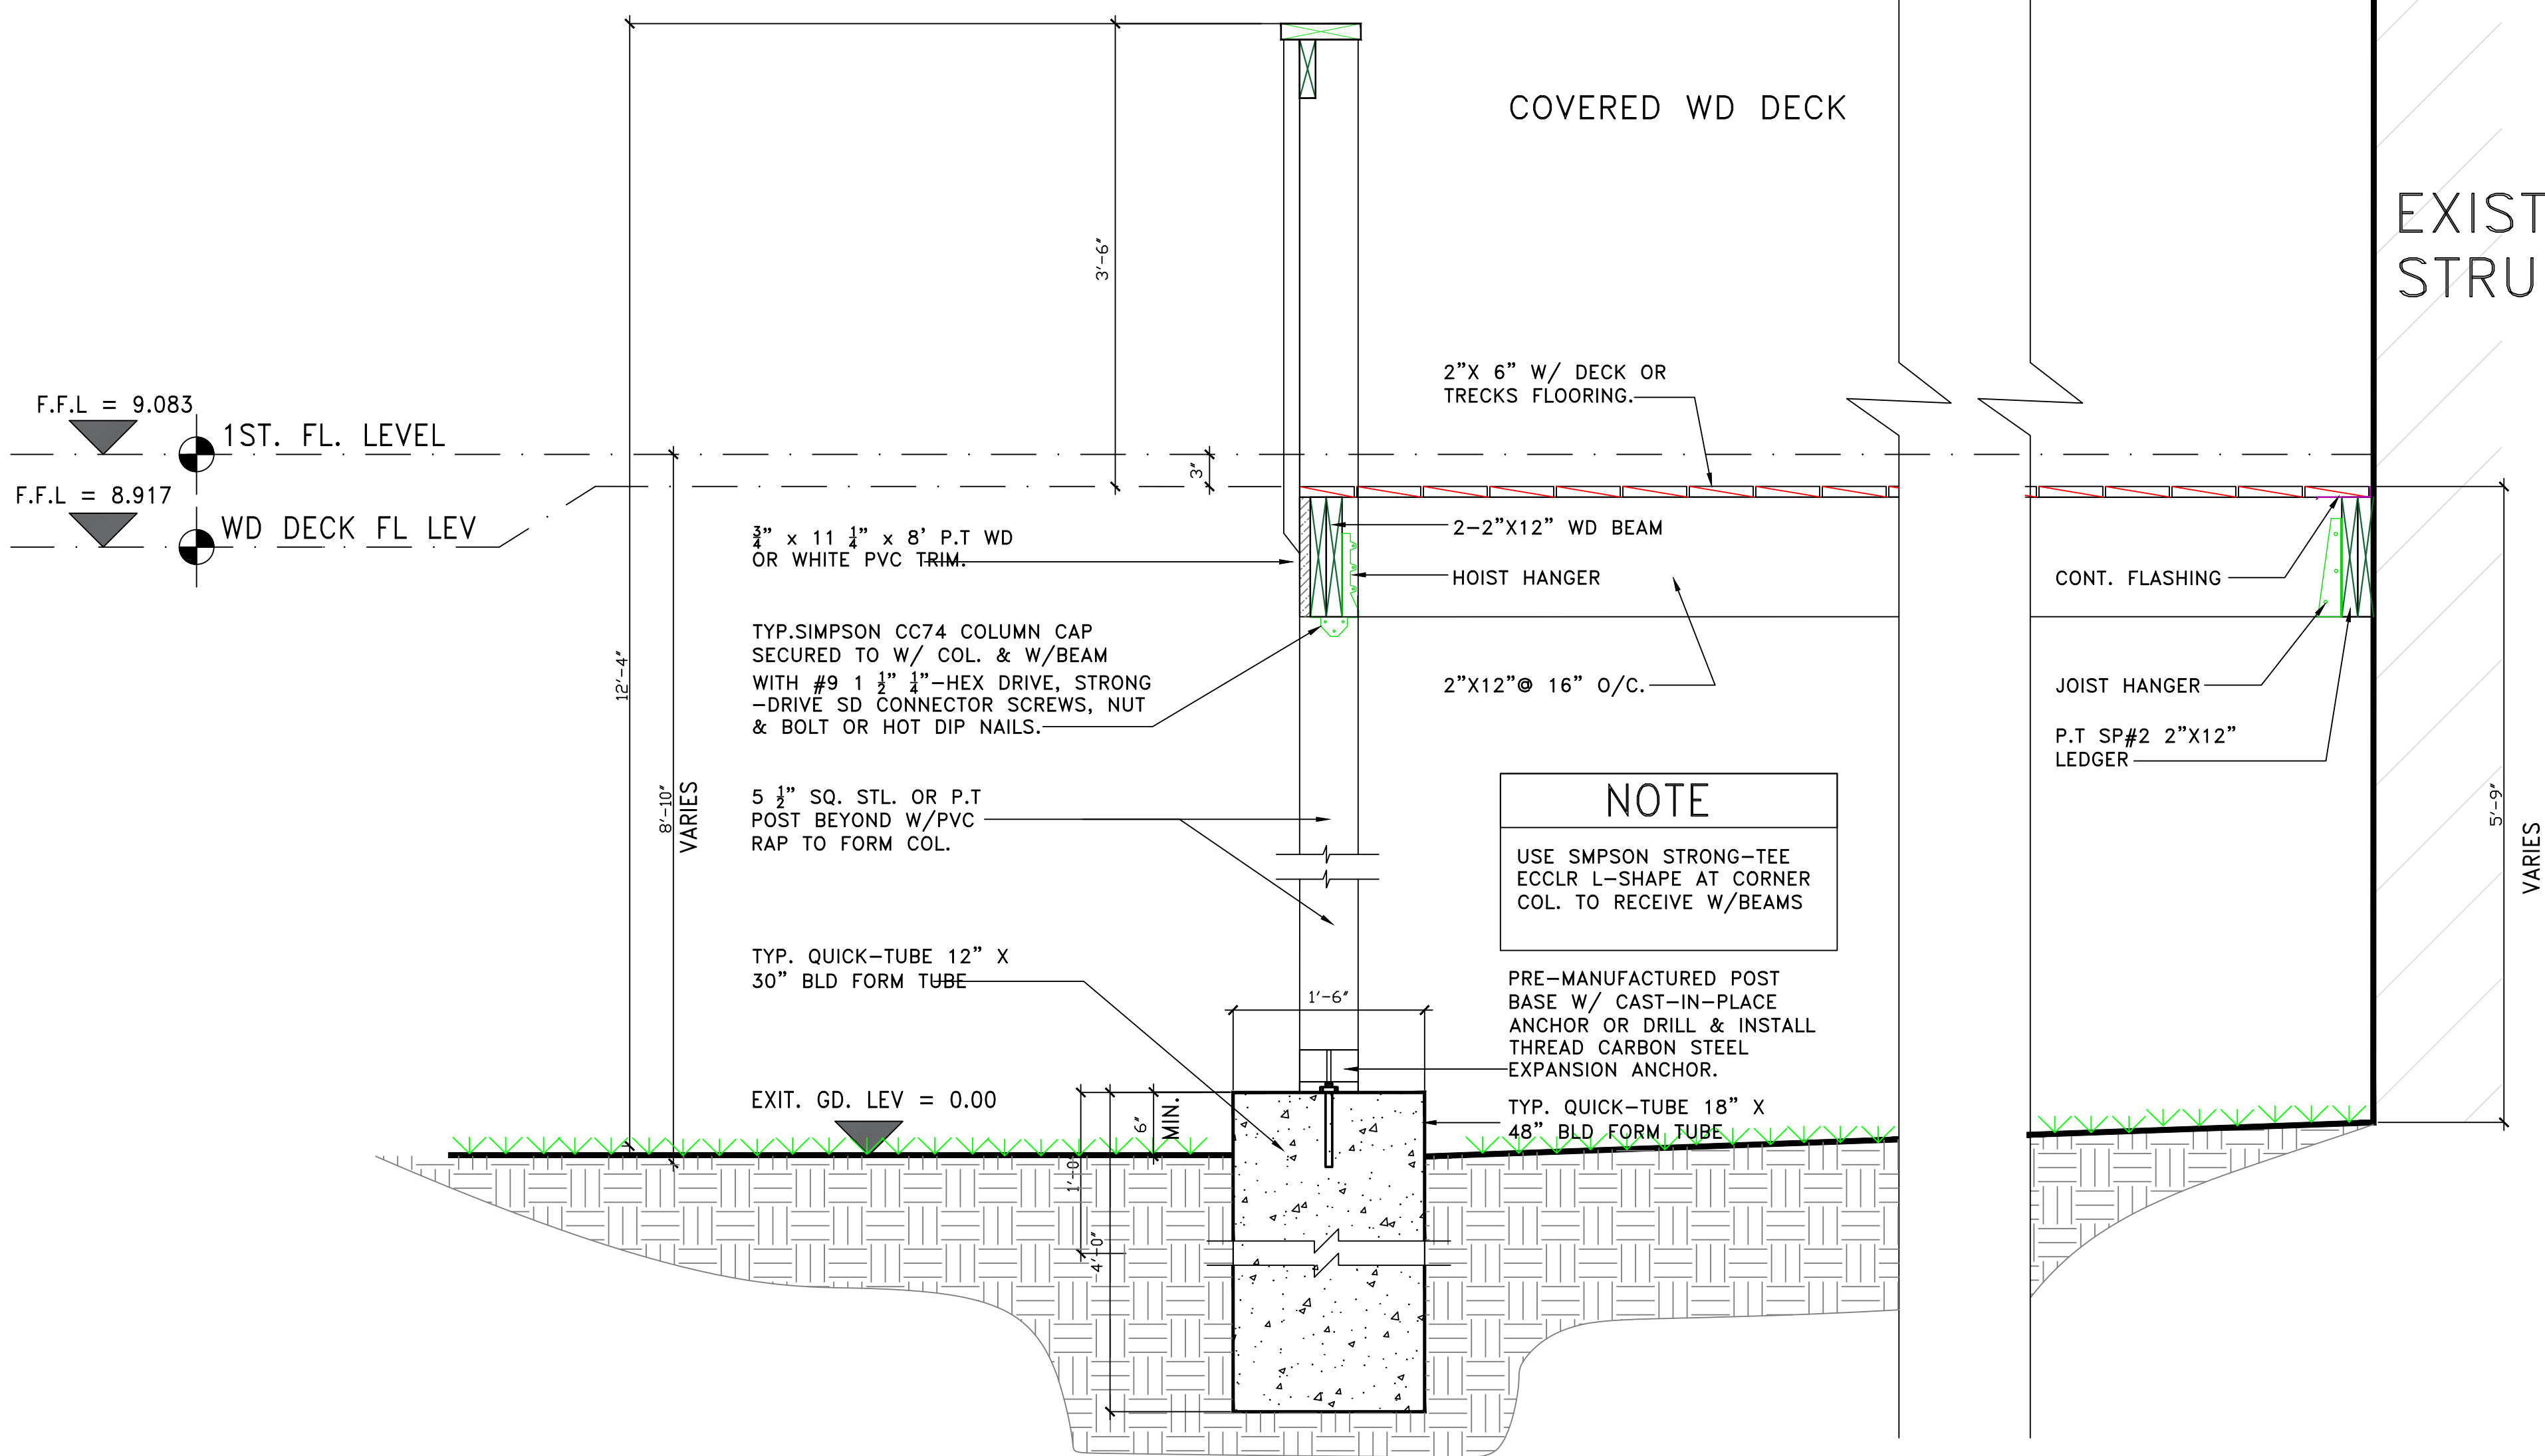 COVERED WD DECK
EXIST
STRU
3'-6"
2"X 6" W/ DECK OR
TRECKS FLOORING.
F.F.L = 9.083
1ST. FL. LEVEL
3"
F.F.L = 8.917
WD DECK FL LEV
¾" x 11 ¼" x 8' P.T WD
OR WHITE PVC TRIM.
2-2"X12" WD BEAM
HOIST HANGER
CONT. FLASHING
TYP.SIMPSON CC74 COLUMN CAP
SECURED TO W/ COL. & W/BEAM
WITH #9 1 ½" ¼"-HEX DRIVE, STRONG
-DRIVE SD CONNECTOR SCREWS, NUT
& BOLT OR HOT DIP NAILS.
12'-4"
2"X12"@ 16" O/C.
JOIST HANGER
P.T SP#2 2"X12"
LEDGER
8'-10"
VARIES
5 ½" SQ. STL. OR P.T
POST BEYOND W/PVC
RAP TO FORM COL.
NOTE
USE SMPSON STRONG-TEE
ECCLR L-SHAPE AT CORNER
COL. TO RECEIVE W/BEAMS
5'-9"
VARIES
TYP. QUICK-TUBE 12" X
30" BLD FORM TUBE
1'-6"
PRE-MANUFACTURED POST
BASE W/ CAST-IN-PLACE
ANCHOR OR DRILL & INSTALL
THREAD CARBON STEEL
EXPANSION ANCHOR.
EXIT. GD. LEV = 0.00
6"
MIN.
TYP. QUICK-TUBE 18" X
48" BLD FORM TUBE
1'-0"
4'-0"